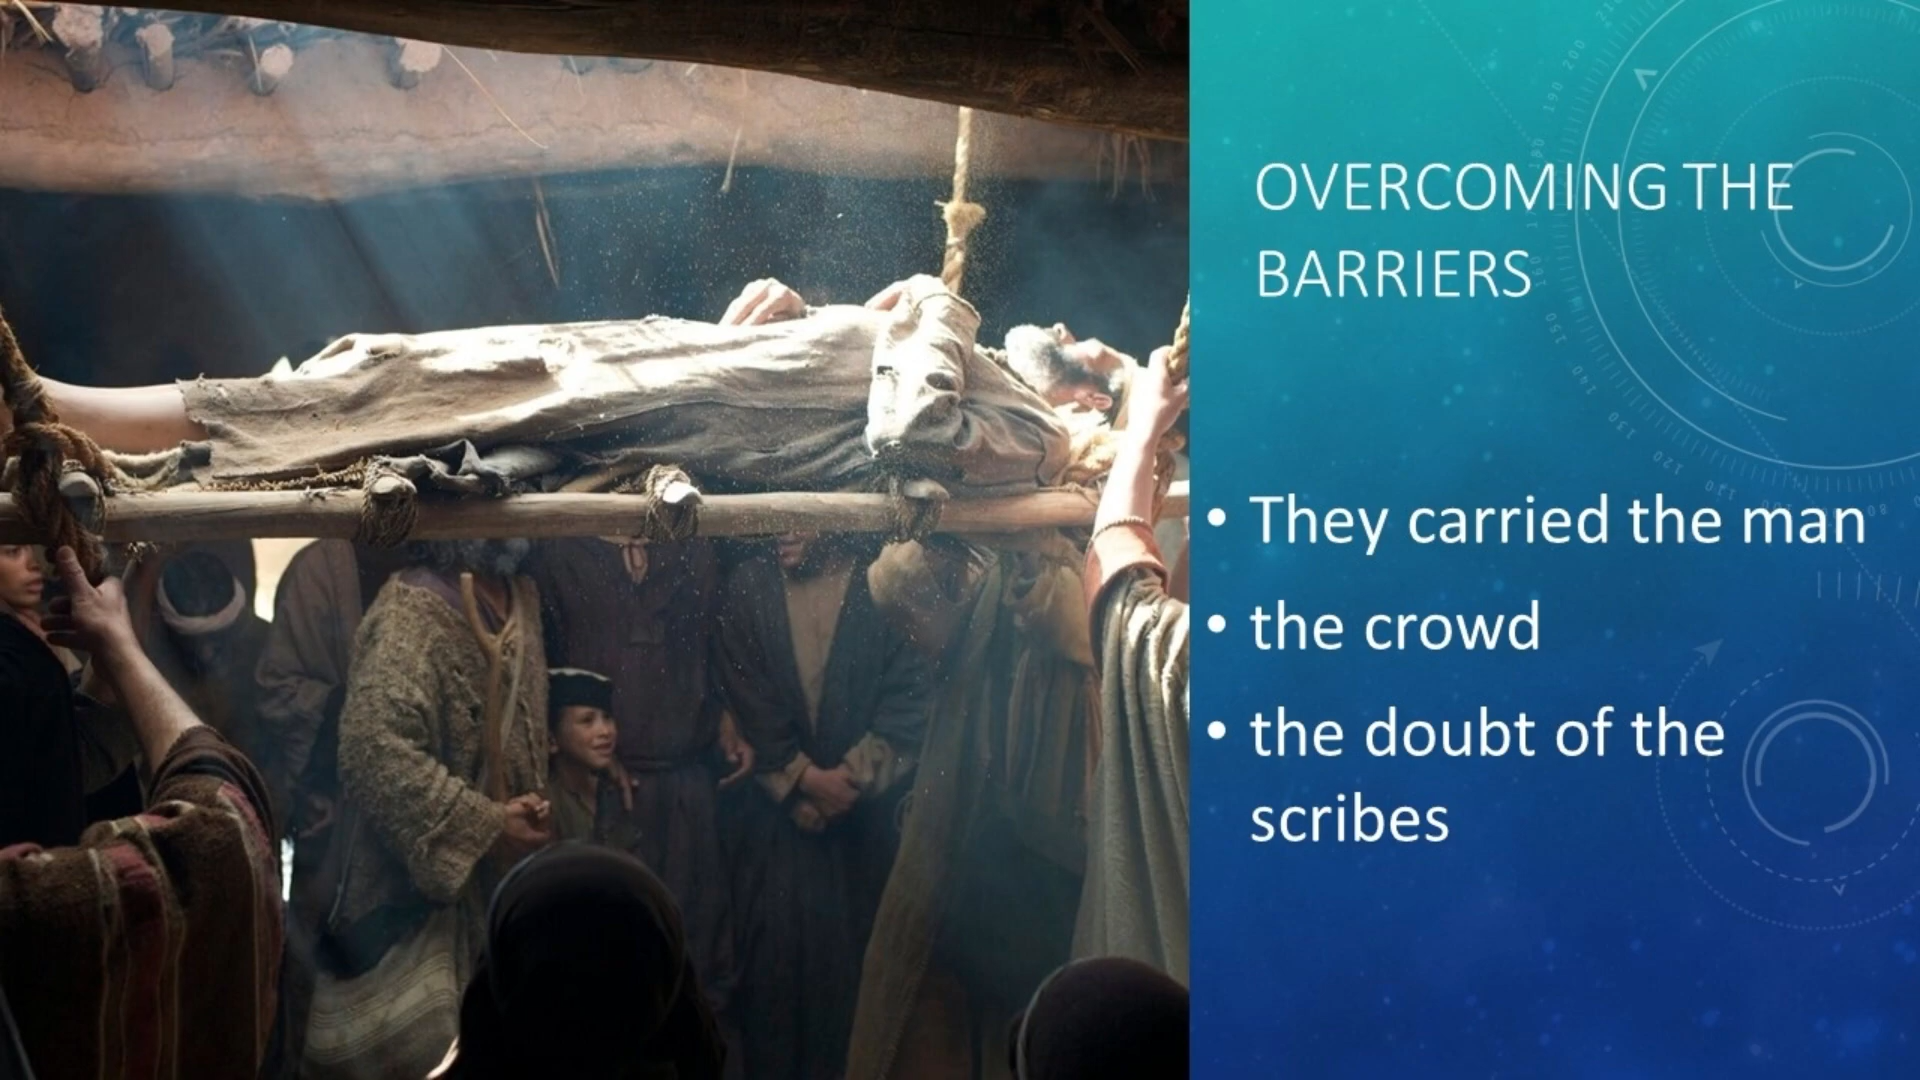 OVERCOMING THE
BARRIERS
• They carried the man
• the crowd
• the doubt of the
scribes